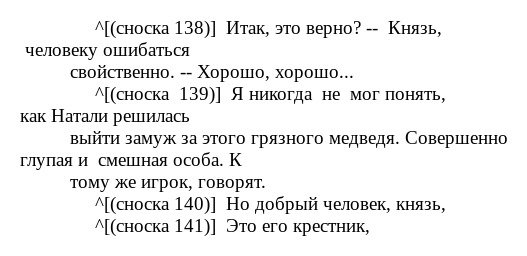 ^[(сноска 138)] Итак, это верно? -- Князь,
человеку ошибаться
свойственно. -- Хорошо, хорошо...
^[(сноска 139)] Я никогда не мог понять,
как Натали решилась
выйти замуж за этого грязного медведя. Совершенно
глупая и смешная особа. К
тому же игрок, говорят.
^[(сноска 140)] Но добрый человек, князь,
^[(сноска 141)] Это его крестник,